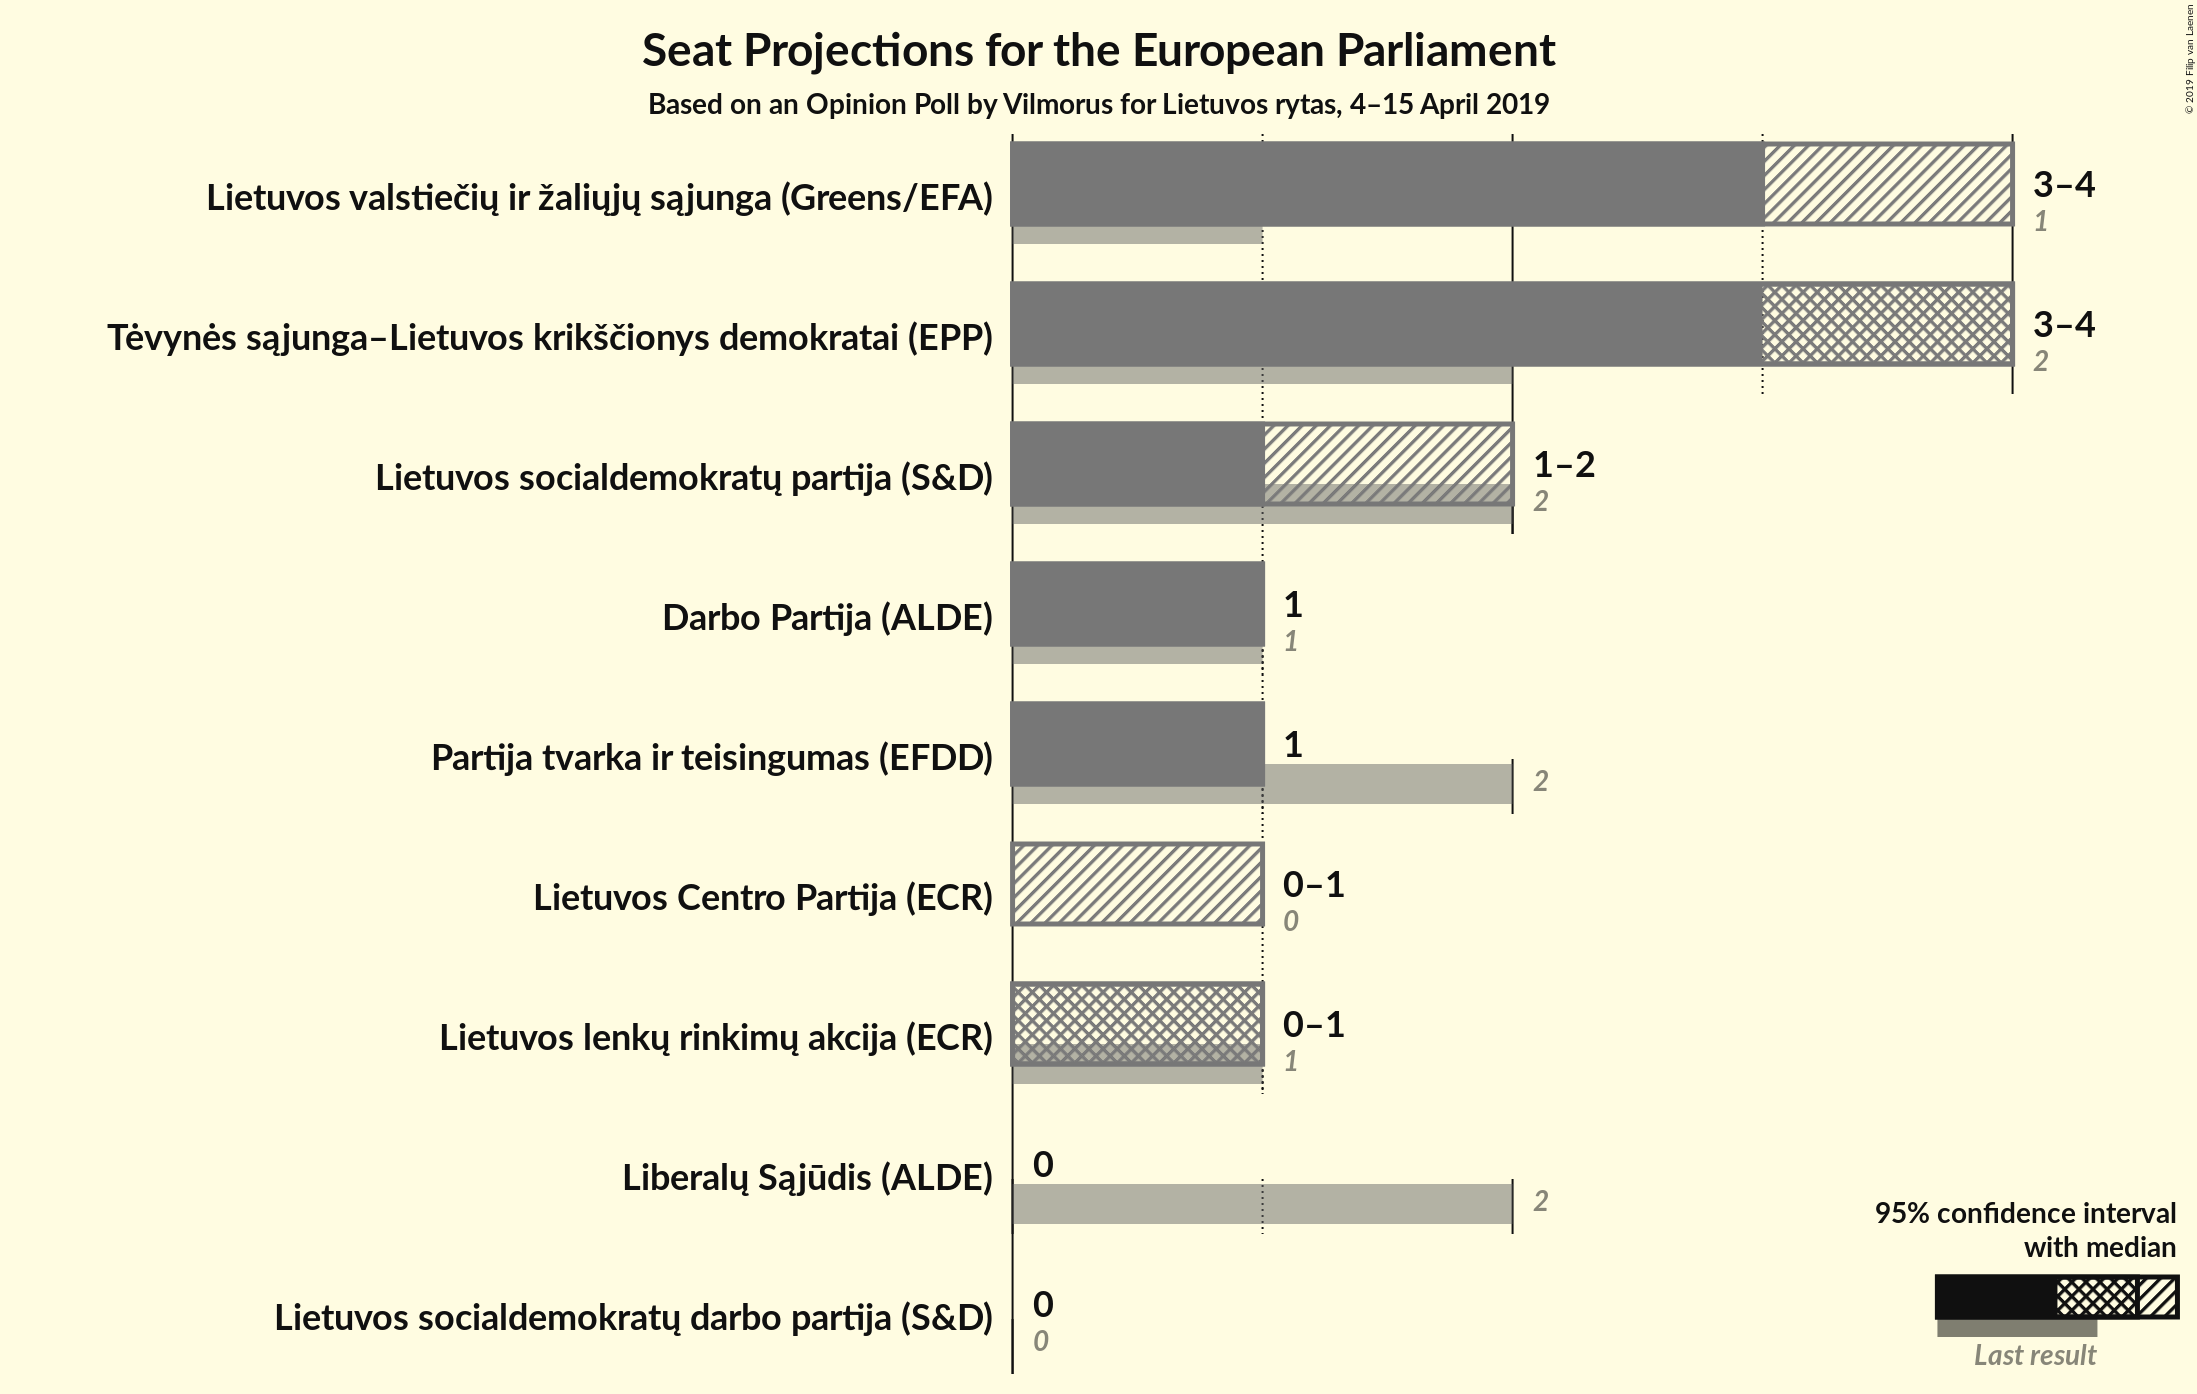 Seat Projections for the European Parliament
Based on an Opinion Poll by Vilmorus for Lietuvos rytas, 4–15 April 2019
© 2019 Filip van Laenen
Lietuvos valstiečių ir žaliųjų sąjunga (Greens/EFA)
3–4
1
Tėvynės sąjunga–Lietuvos krikščionys demokratai (EPP)
3–4
2
Lietuvos socialdemokratų partija (S&D)
1–2
2
Darbo Partija (ALDE)
1
1
Partija tvarka ir teisingumas (EFDD)
1
2
Lietuvos Centro Partija (ECR)
0–1
0
Lietuvos lenkų rinkimų akcija (ECR)
0–1
1
Liberalų Sąjūdis (ALDE)
0
2
Lietuvos socialdemokratų darbo partija (S&D)
0
0
95% confidence interval
with median
Last result